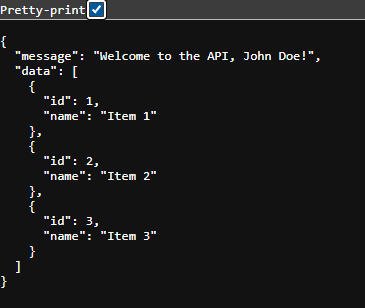 Pretty-print
{
  "message": "Welcome to the API, John Doe!",
  "data": [
    {
      "id": 1,
      "name": "Item 1"
    },
    {
      "id": 2,
      "name": "Item 2"
    },
    {
      "id": 3,
      "name": "Item 3"
    }
  ]
}